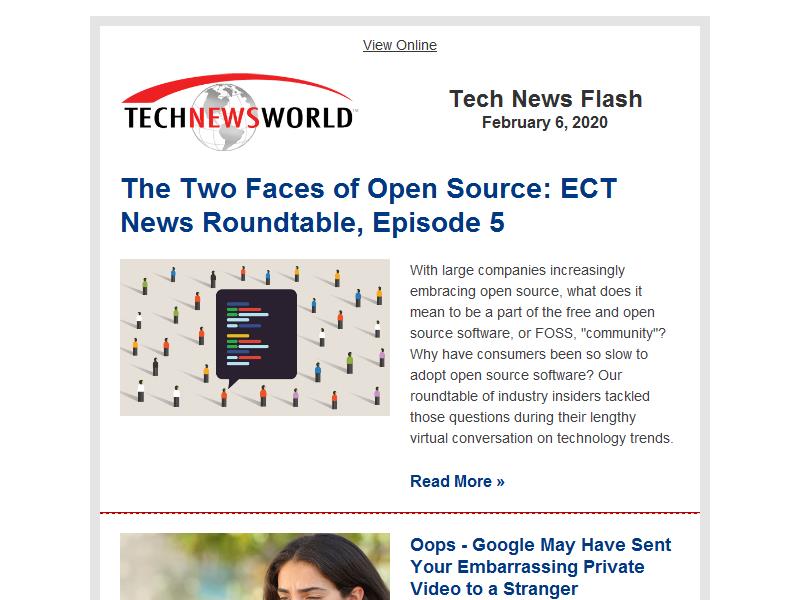 View Online
TECHNEWSWORLD™
Tech News Flash
February 6, 2020
The Two Faces of Open Source: ECT
News Roundtable, Episode 5
With large companies increasingly
embracing open source, what does it
mean to be a part of the free and open
source software, or FOSS, "community"?
Why have consumers been so slow to
adopt open source software? Our
roundtable of industry insiders tackled
those questions during their lengthy
virtual conversation on technology trends.
Read More »
Oops - Google May Have Sent
Your Embarrassing Private
Video to a Stranger